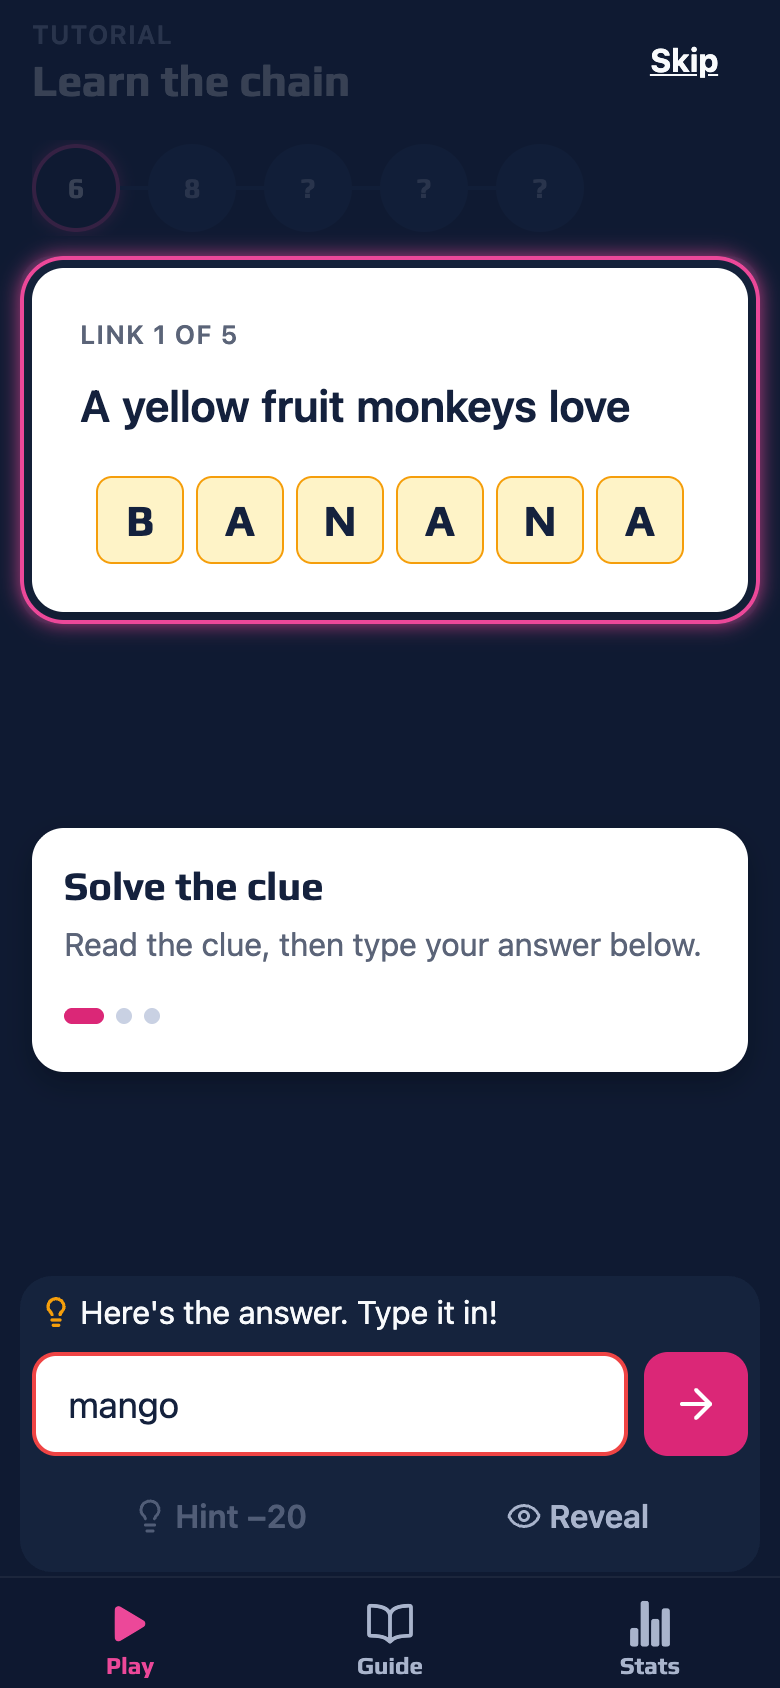 TUTORIAL
Learn the chain
Skip
6 8 ? ? ?
LINK 1 OF 5
A yellow fruit monkeys love
B A N A N A
Solve the clue
Read the clue, then type your answer below.
Here's the answer. Type it in!
mango
Hint –20
Reveal
Play
Guide
Stats